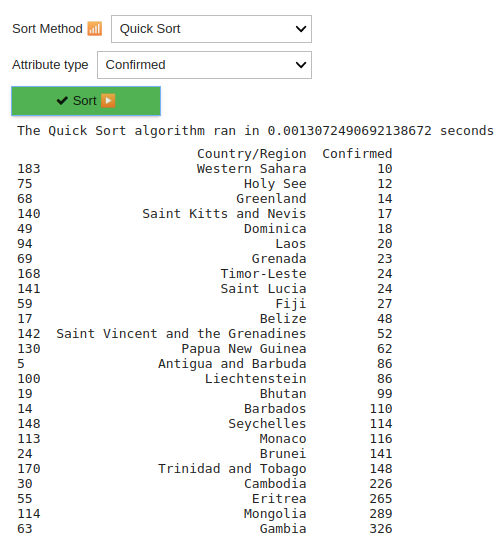 Sort Method 📶 Quick Sort
Attribute type Confirmed
✔ Sort ▶️
The Quick Sort algorithm ran in 0.0013072490692138672 seconds
Country/Region Confirmed
183 Western Sahara 10
75 Holy See 12
68 Greenland 14
140 Saint Kitts and Nevis 17
49 Dominica 18
94 Laos 20
69 Grenada 23
168 Timor-Leste 24
141 Saint Lucia 24
59 Fiji 27
17 Belize 48
142 Saint Vincent and the Grenadines 52
130 Papua New Guinea 62
5 Antigua and Barbuda 86
100 Liechtenstein 86
19 Bhutan 99
14 Barbados 110
148 Seychelles 114
113 Monaco 116
24 Brunei 141
170 Trinidad and Tobago 148
30 Cambodia 226
55 Eritrea 265
114 Mongolia 289
63 Gambia 326